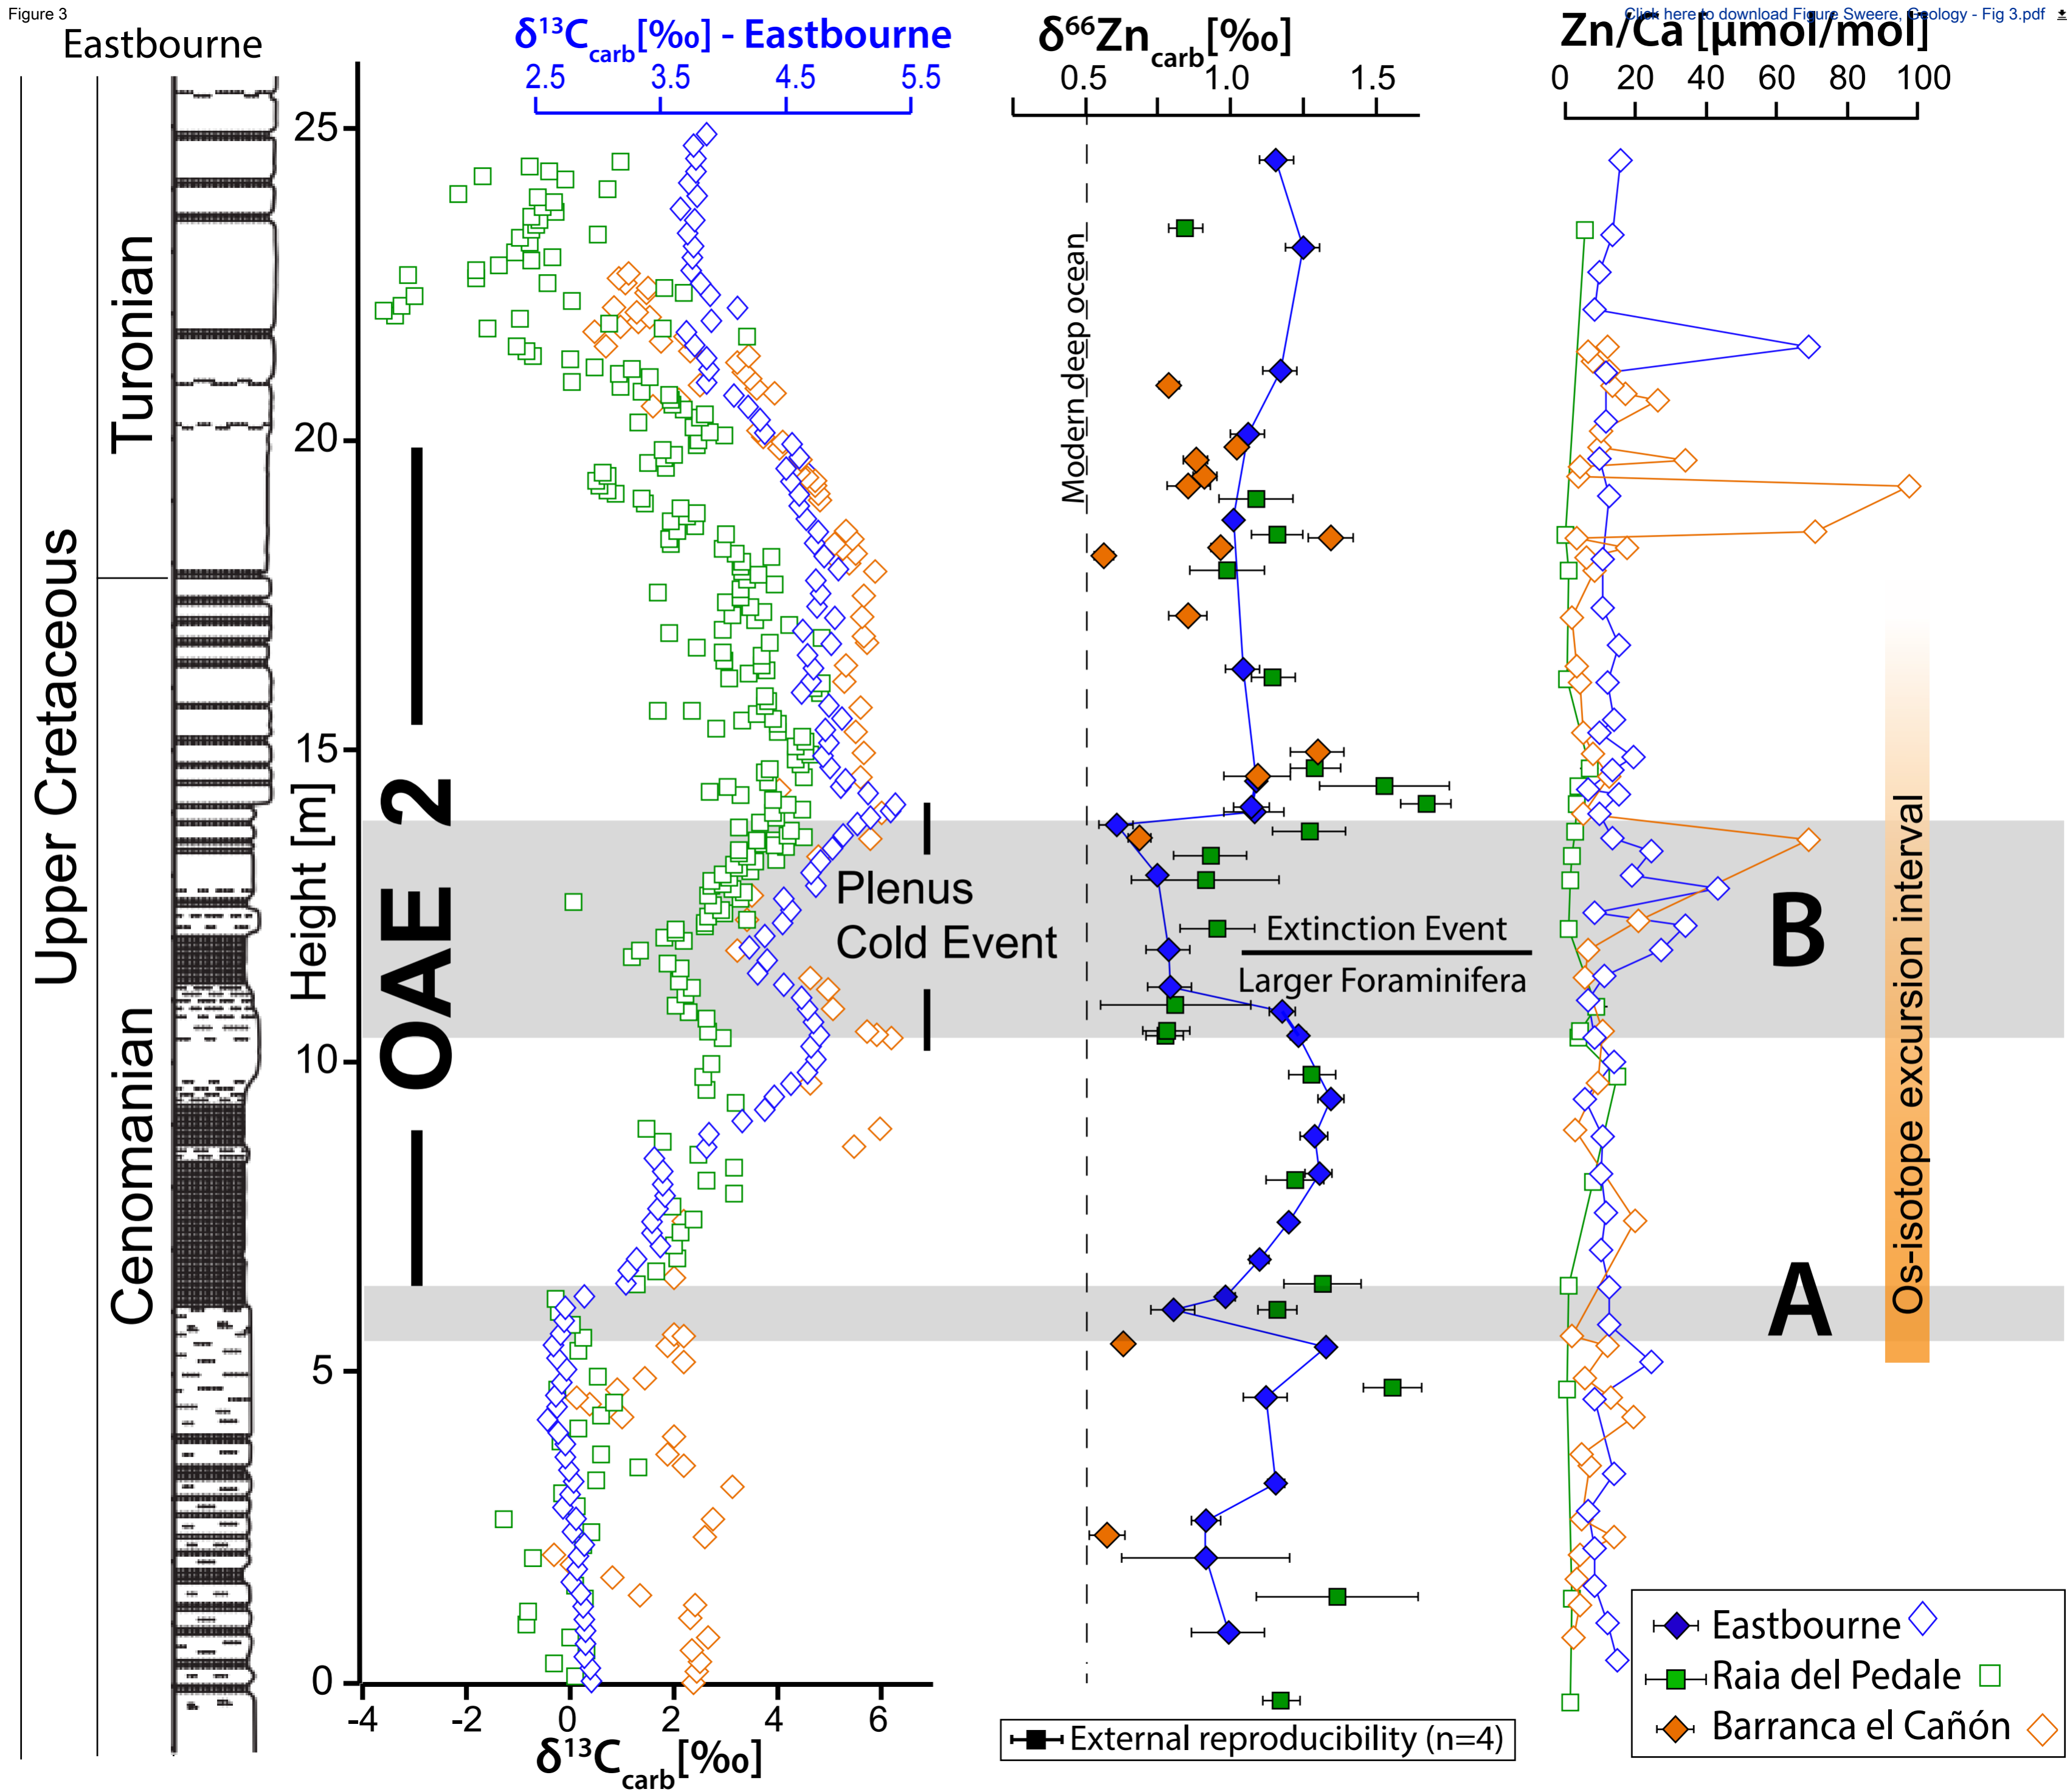 Figure 3
Click here to download Figure Sweere, Geology - Fig 3.pdf
Eastbourne
δ¹³Ccarb[‰] - Eastbourne
2.5 3.5 4.5 5.5
δ⁶⁶Zncarb[‰]
0.5 1.0 1.5
Zn/Ca [µmol/mol]
0 20 40 60 80 100
Upper Cretaceous
Turonian
Cenomanian
Height [m]
25
20
15
10
5
0
OAE 2
Plenus
Cold Event
Modern deep ocean
Extinction Event
Larger Foraminifera
B
A
Os-isotope excursion interval
-4 -2 0 2 4 6
δ¹³Ccarb[‰]
External reproducibility (n=4)
Eastbourne
Raia del Pedale
Barranca el Cañón